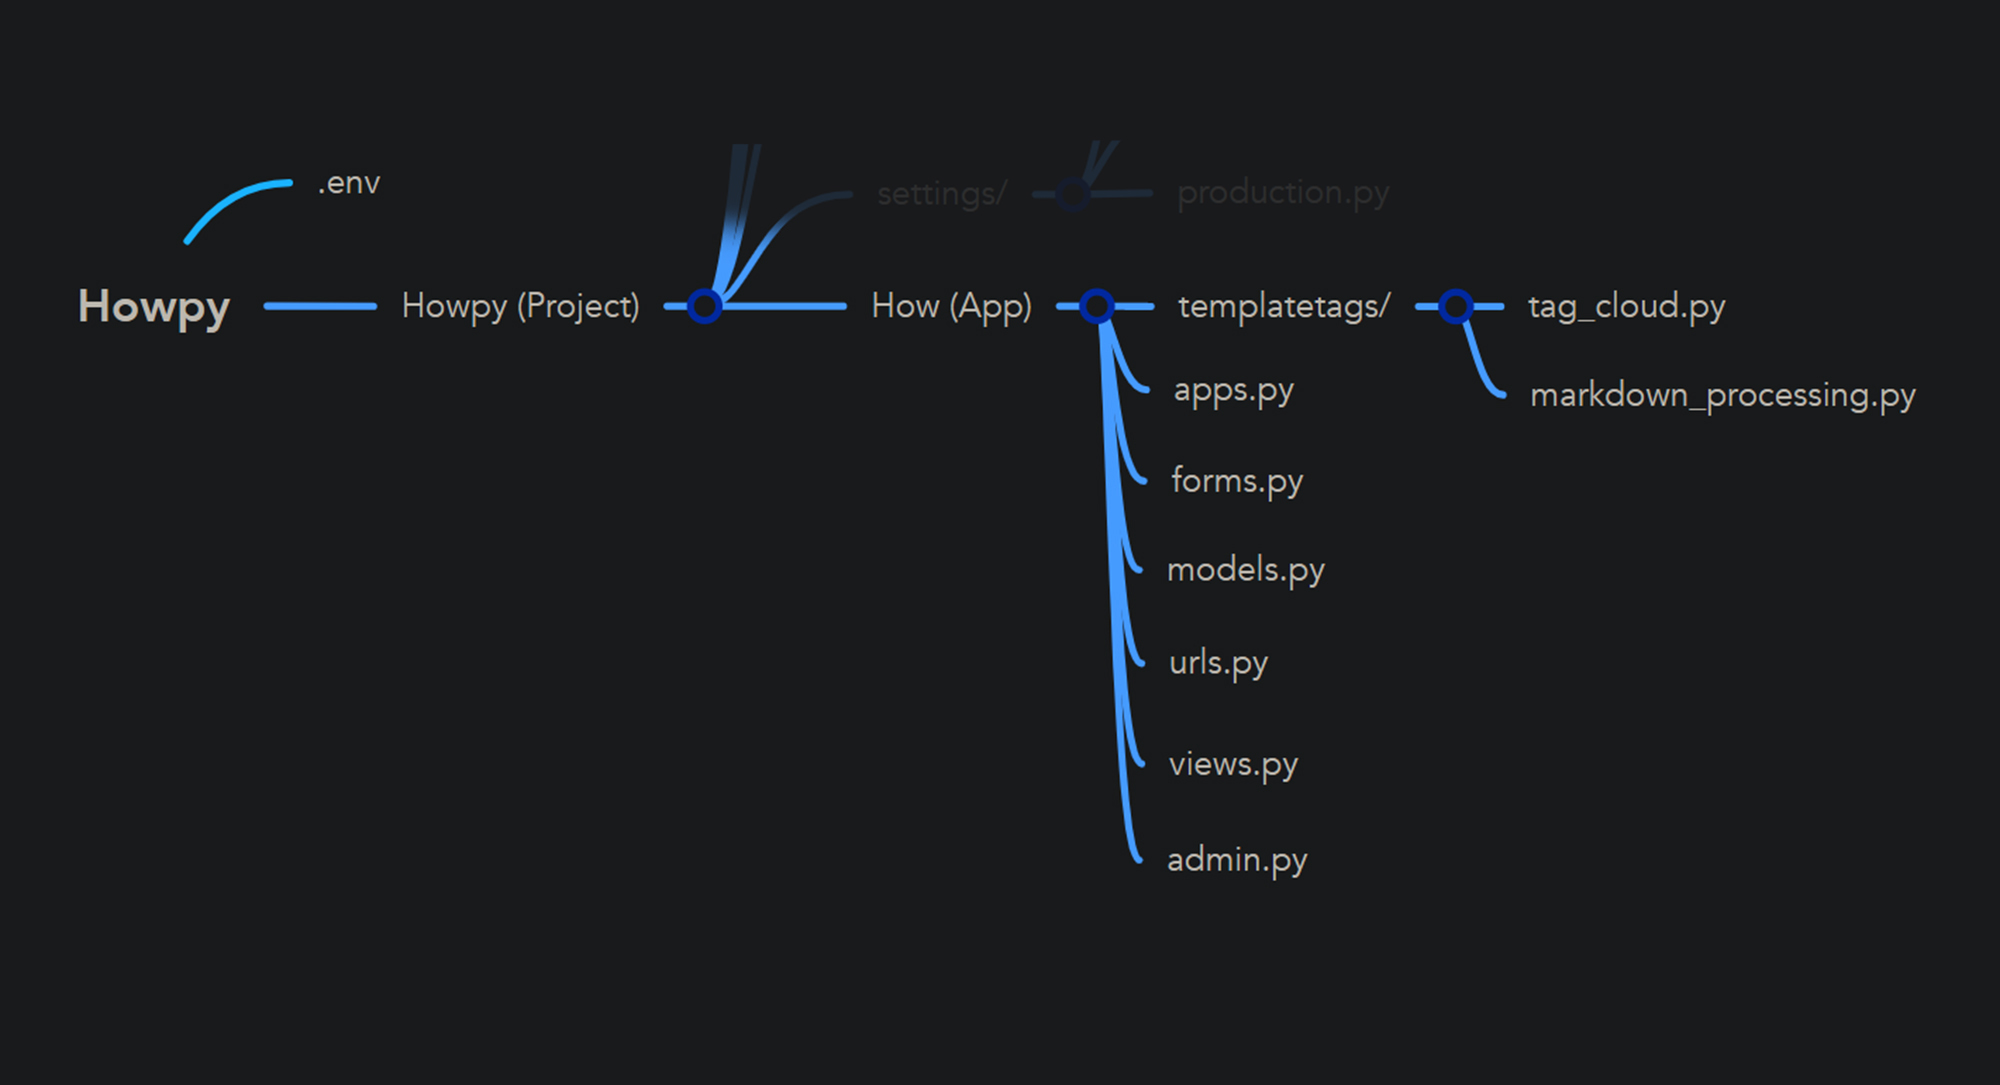 .env
settings/
production.py
Howpy
Howpy (Project)
How (App)
templatetags/
tag_cloud.py
apps.py
markdown_processing.py
forms.py
models.py
urls.py
views.py
admin.py